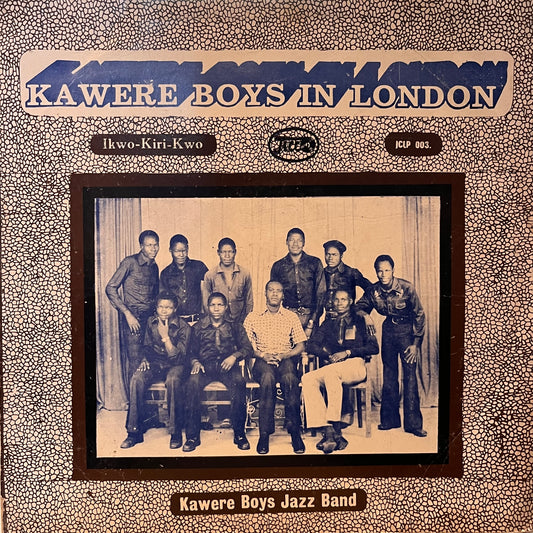 KAWERE BOYS IN LONDON
Ikwo-Kiri-Kwo
JCLP 003.
Kawere Boys Jazz Band